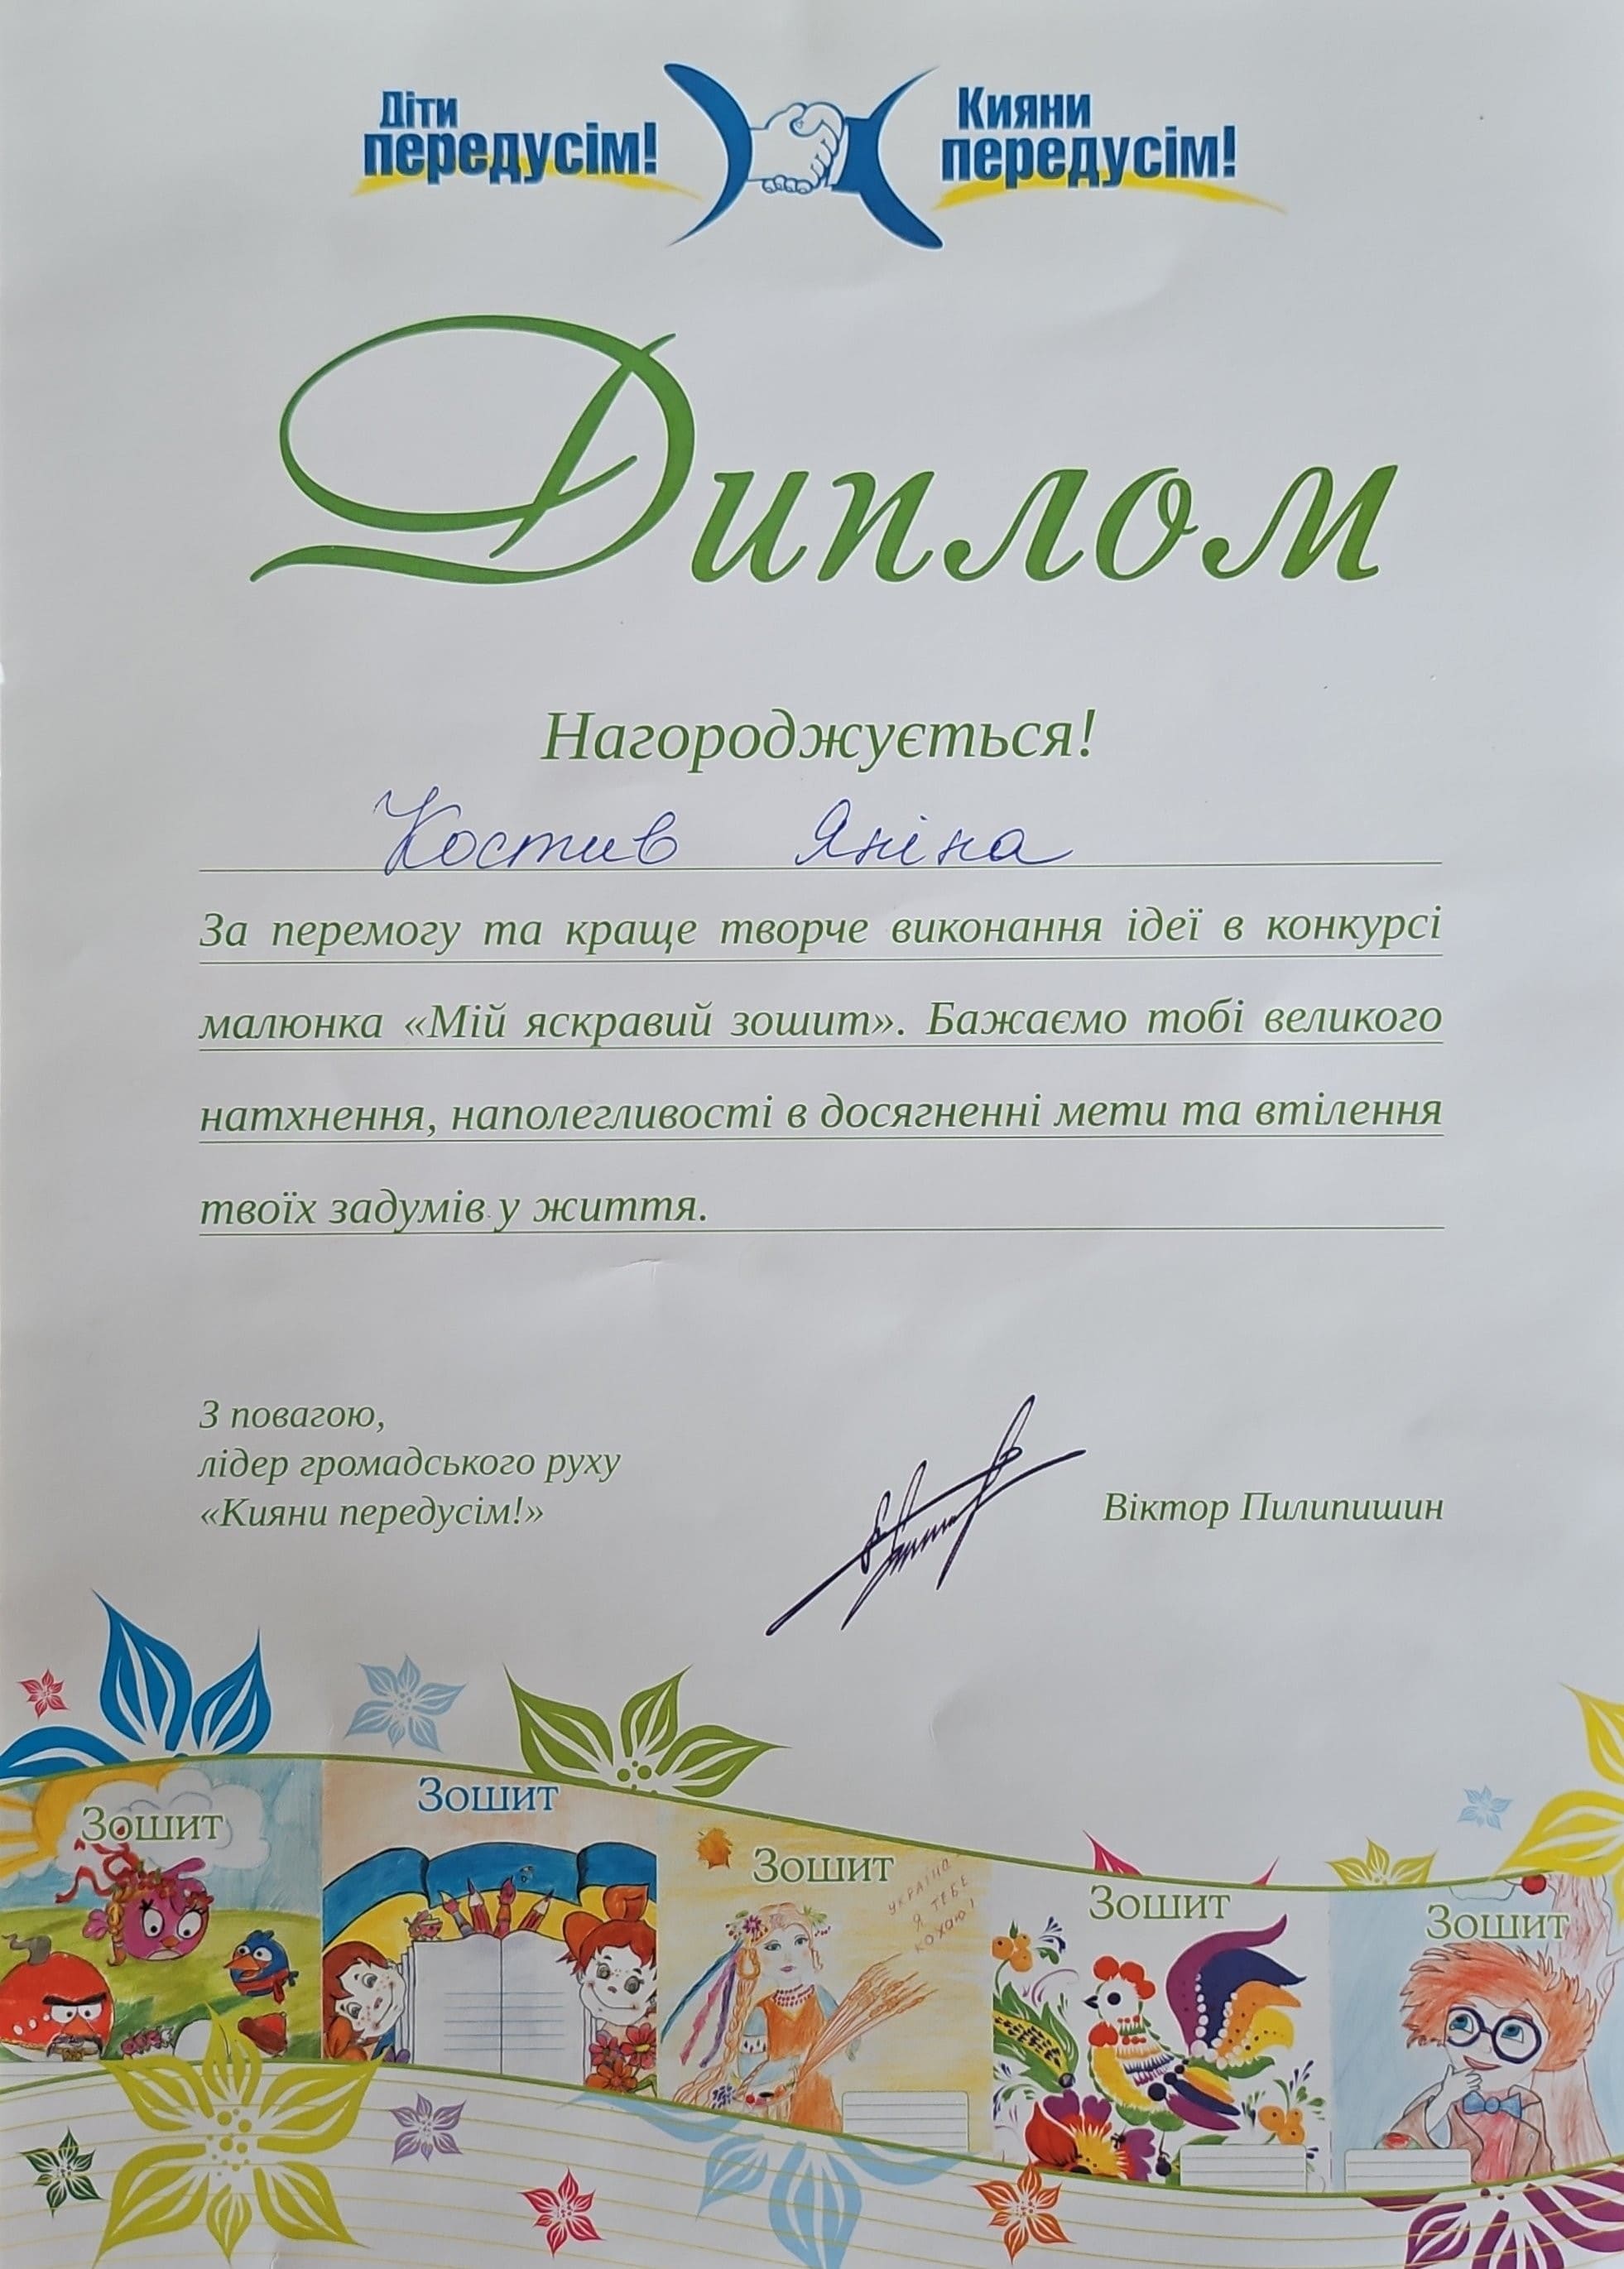 Діти
передусім!
Кияни
передусім!
Диплом
Нагороджується!
Костив Яніна
За перемогу та краще творче виконання ідеї в конкурсі
малюнка «Мій яскравий зошит». Бажаємо тобі великого
натхнення, наполегливості в досягненні мети та втілення
твоїх задумів у життя.
З повагою,
лідер громадського руху
«Кияни передусім!»
Віктор Пилипишин
Зошит
Зошит
Зошит
УКРАЇНА
Я ТЕБЕ
КОХАЮ!
Зошит
Зошит